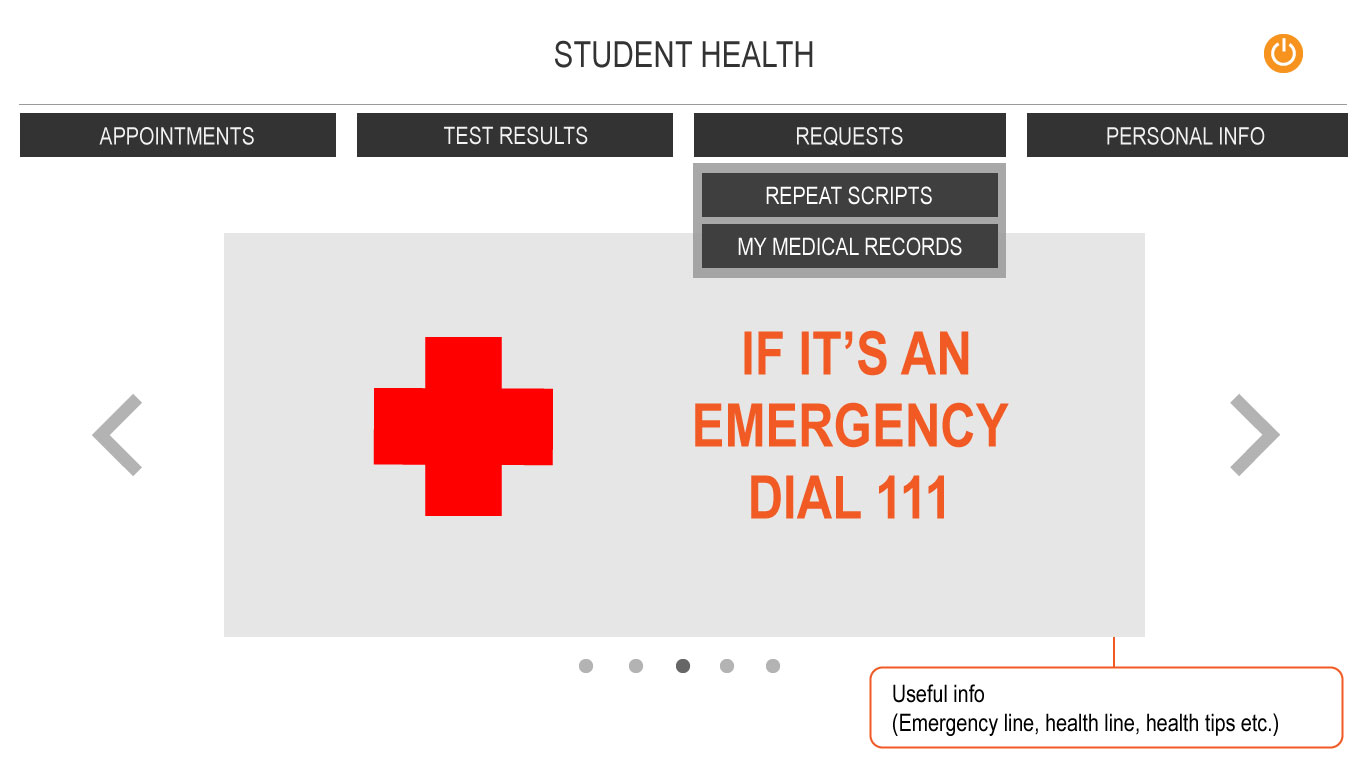 STUDENT HEALTH
APPOINTMENTS
TEST RESULTS
REQUESTS
PERSONAL INFO
REPEAT SCRIPTS
MY MEDICAL RECORDS
IF IT’S AN
EMERGENCY
DIAL 111
Useful info
(Emergency line, health line, health tips etc.)